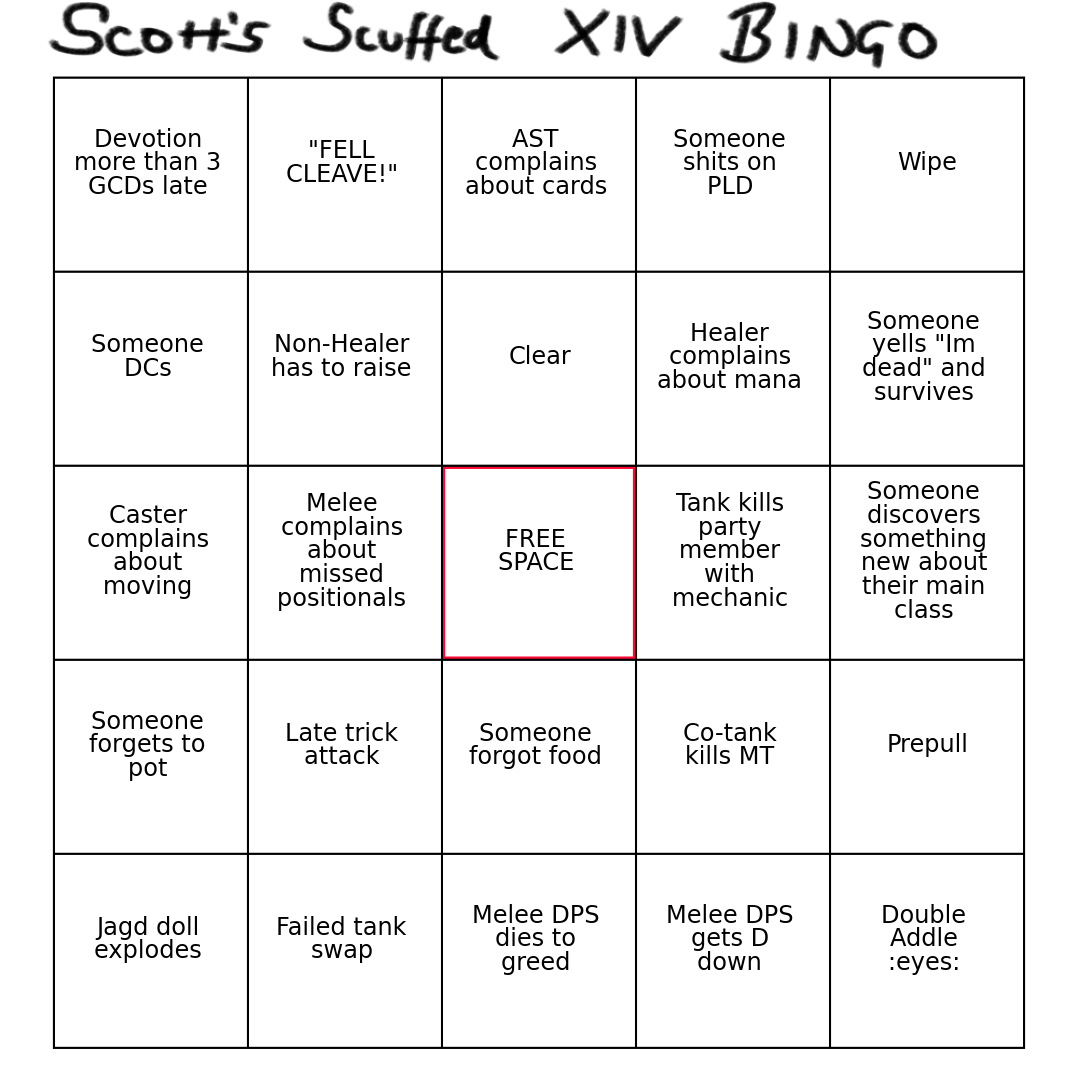 Scott's Scuffed XIV BINGO
Devotion
more than 3
GCDs late
"FELL
CLEAVE!"
AST
complains
about cards
Someone
shits on
PLD
Wipe
Someone
DCs
Non-Healer
has to raise
Clear
Healer
complains
about mana
Someone
yells "Im
dead" and
survives
Caster
complains
about
moving
Melee
complains
about
missed
positionals
FREE
SPACE
Tank kills
party
member
with
mechanic
Someone
discovers
something
new about
their main
class
Someone
forgets to
pot
Late trick
attack
Someone
forgot food
Co-tank
kills MT
Prepull
Jagd doll
explodes
Failed tank
swap
Melee DPS
dies to
greed
Melee DPS
gets D
down
Double
Addle
:eyes: